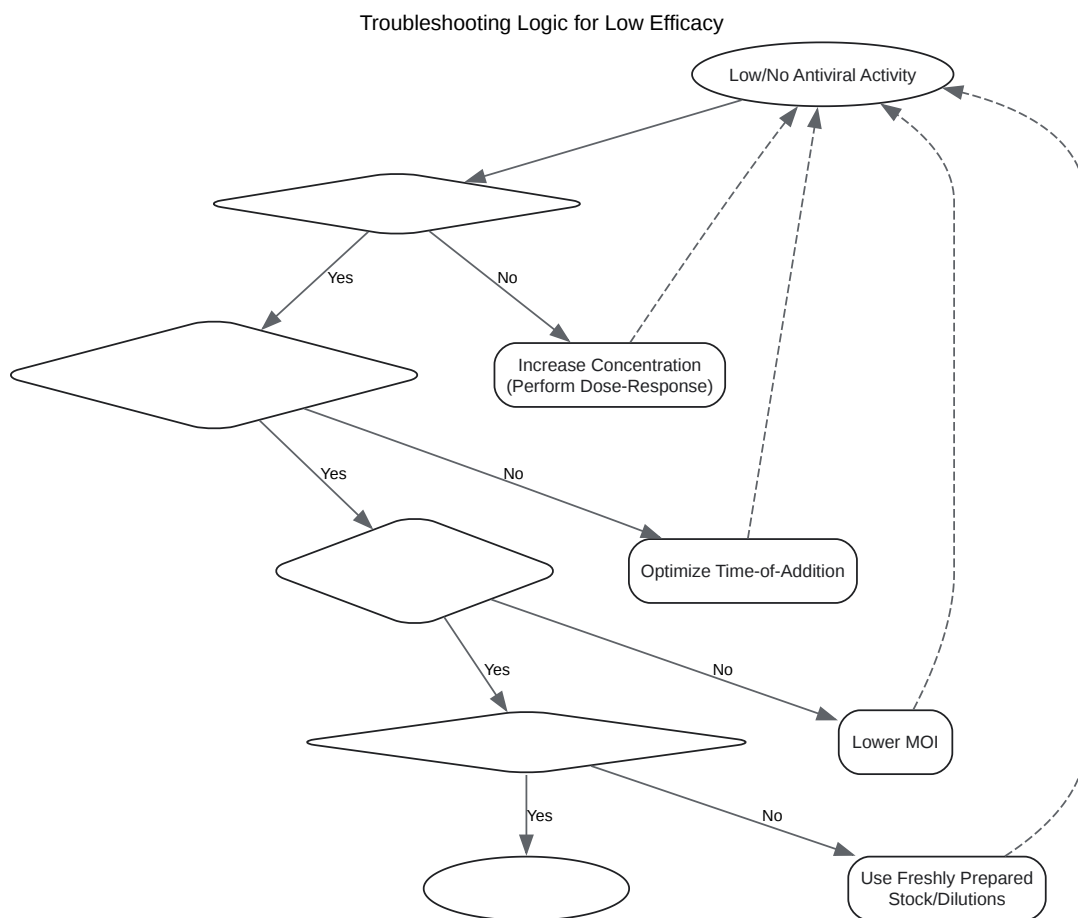 Troubleshooting Logic for Low Efficacy
Low/No Antiviral Activity
Yes
No
Increase Concentration
(Perform Dose-Response)
Yes
No
Optimize Time-of-Addition
Yes
No
Lower MOI
Yes
No
Use Freshly Prepared
Stock/Dilutions